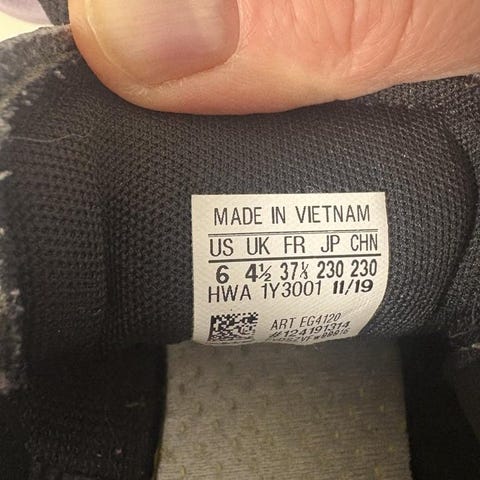 MADE IN VIETNAM
US UK FR JP CHN
6 4½ 37⅓ 230 230
HWA 1Y3001 11/19
ART EG4120
#124191314